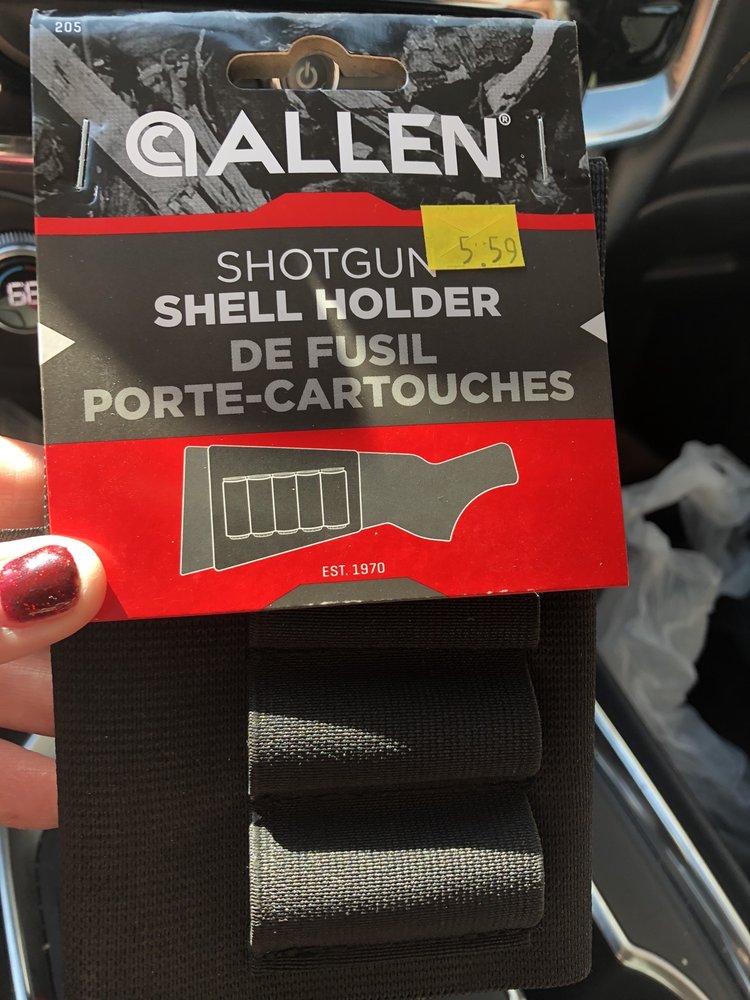 205
ALLEN®
5.59
SHOTGUN
SHELL HOLDER
DE FUSIL
PORTE-CARTOUCHES
EST. 1970